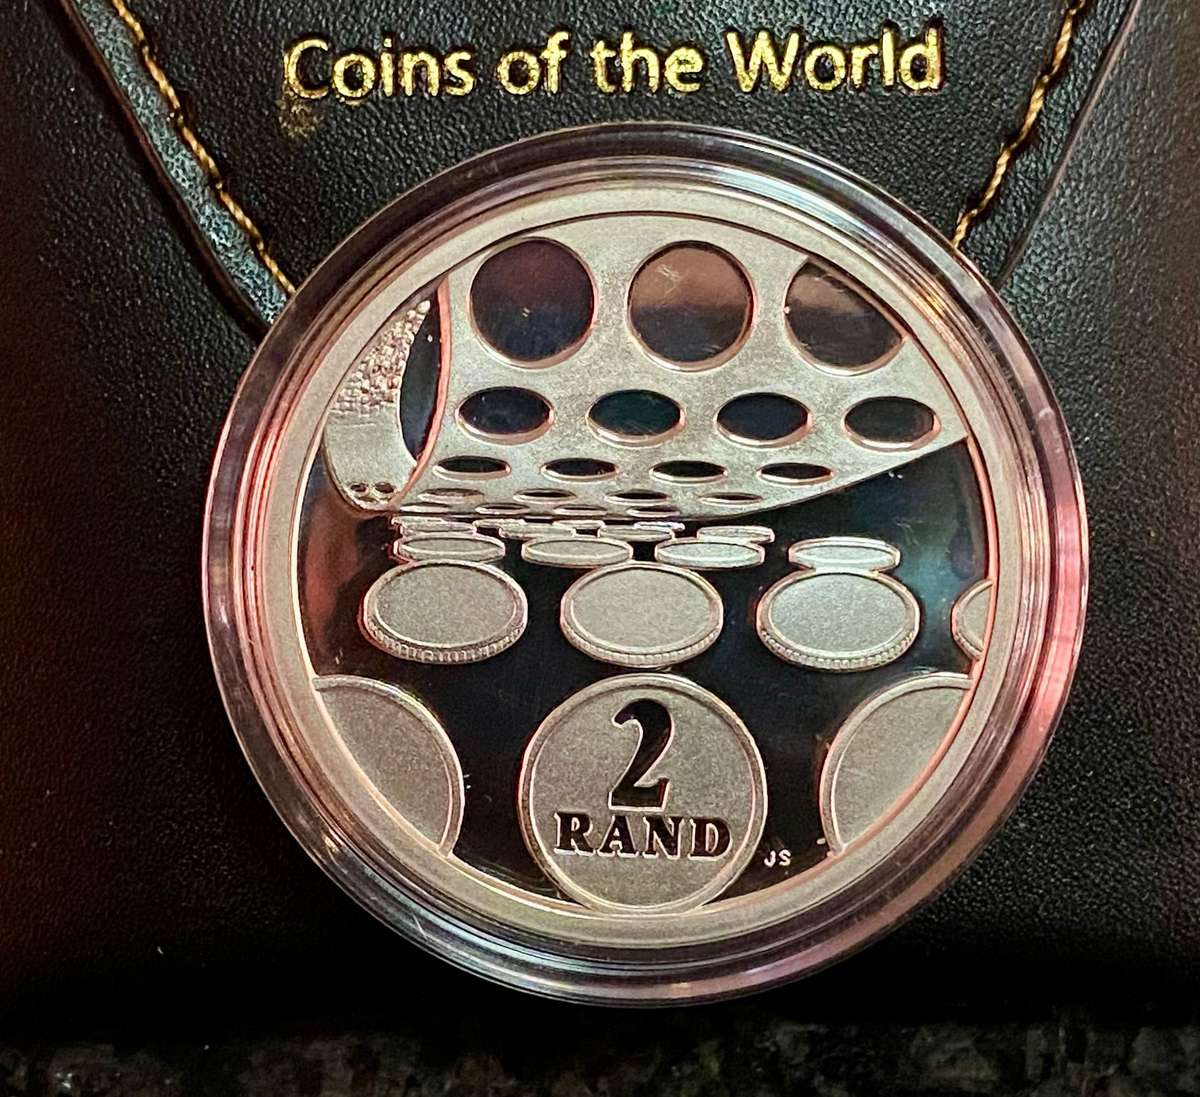 Coins of the World
2
RAND
JS